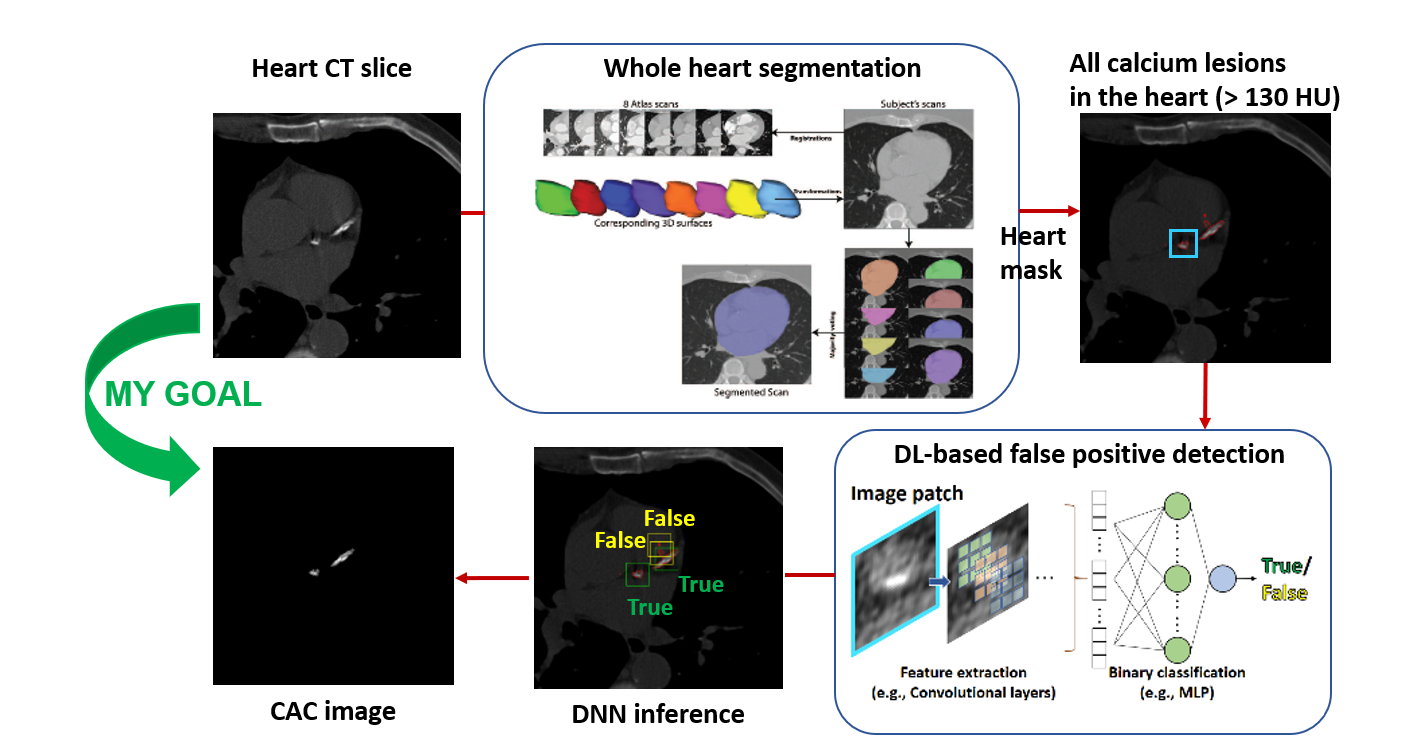 Heart CT slice
Whole heart segmentation
8 Atlas scans
Subject's scans
Registrations
Transformations
Corresponding 3D surfaces
Majority voting
Segmented Scan
Heart
mask
All calcium lesions
in the heart (> 130 HU)
MY GOAL
DL-based false positive detection
Image patch
...
True/
False
Feature extraction
(e.g., Convolutional layers)
Binary classification
(e.g., MLP)
False
False
True
True
DNN inference
CAC image